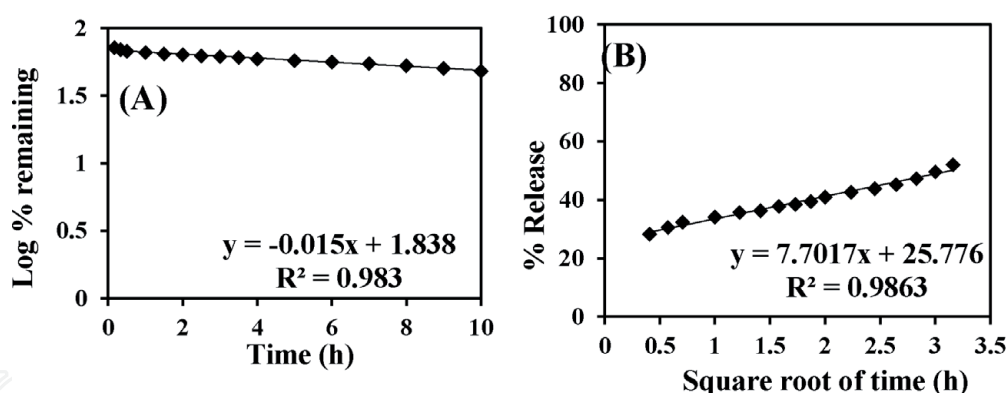 (A)
Log % remaining
2
1.5
1
0.5
0
y = -0.015x + 1.838
R² = 0.983
0 2 4 6 8 10
Time (h)
(B)
% Release
100
80
60
40
20
0
y = 7.7017x + 25.776
R² = 0.9863
0 0.5 1 1.5 2 2.5 3 3.5
Square root of time (h)